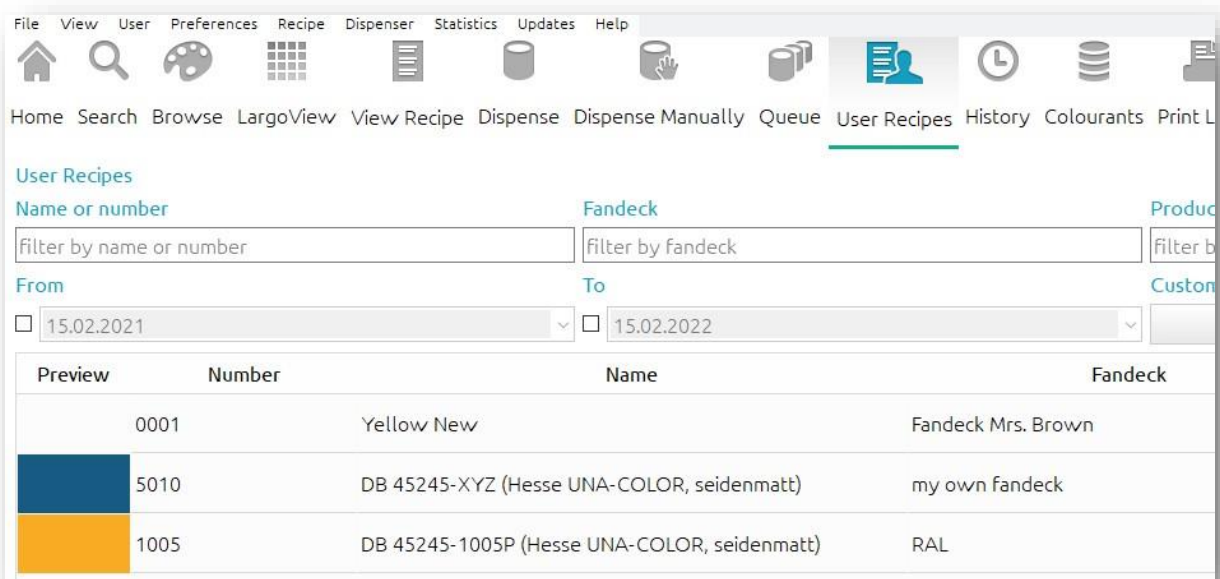 File View User Preferences Recipe Dispenser Statistics Updates Help
Home Search Browse LargoView View Recipe Dispense Dispense Manually Queue User Recipes History Colourants Print L
User Recipes
Name or number Fandeck Produc
filter by name or number filter by fandeck filter b
From To Custom
15.02.2021 15.02.2022
Preview Number Name Fandeck
0001 Yellow New Fandeck Mrs. Brown
5010 DB 45245-XYZ (Hesse UNA-COLOR, seidenmatt) my own fandeck
1005 DB 45245-1005P (Hesse UNA-COLOR, seidenmatt) RAL